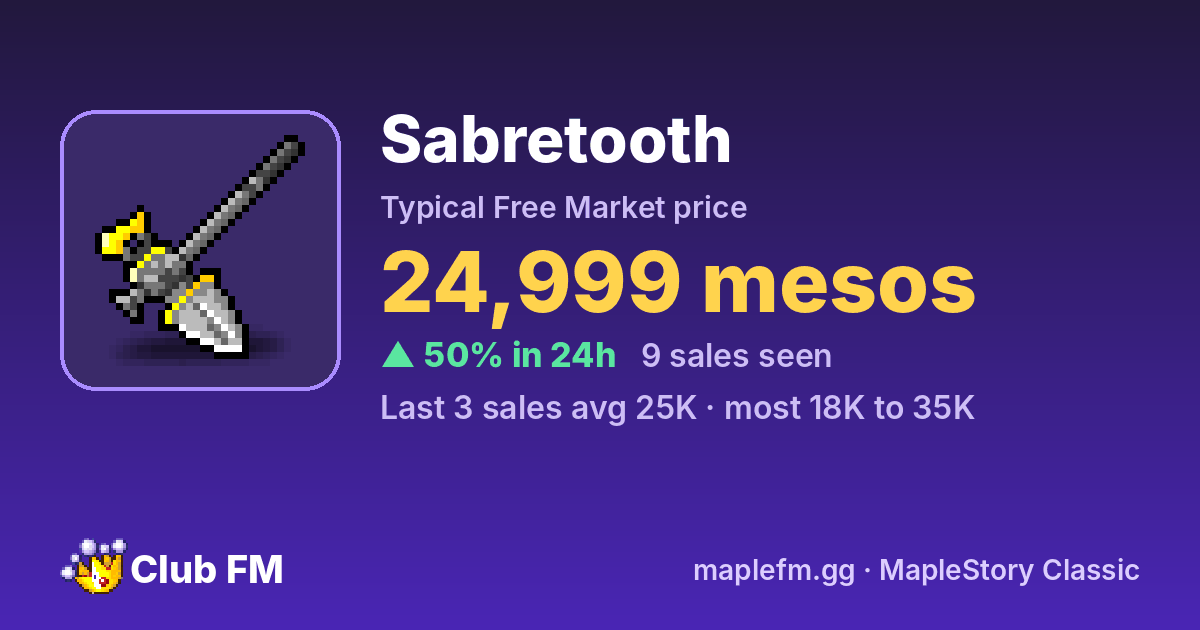 Sabretooth
Typical Free Market price
24,999 mesos
▲ 50% in 24h 9 sales seen
Last 3 sales avg 25K · most 18K to 35K
Club FM
maplefm.gg · MapleStory Classic